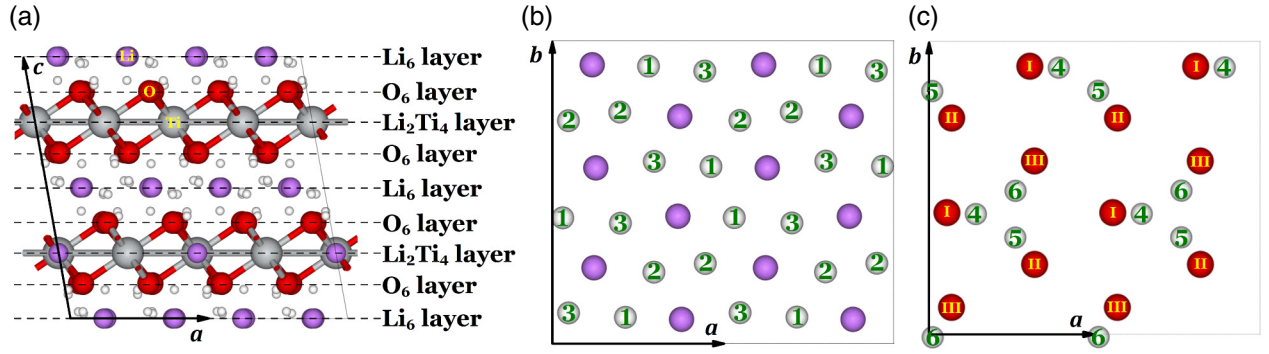 (a)
c
Li
O
Ti
a
Li6 layer
O6 layer
Li2Ti4 layer
O6 layer
Li6 layer
O6 layer
Li2Ti4 layer
O6 layer
Li6 layer
(b)
b
1 3 1 3
2 2 2 2
3 1 3 1
1 3 1 3
2 2 2 2
3 1 3 1
a
(c)
b
I 4 I 4
5 5
II II
III III
6 6
I 4 I 4
5 5
II II
III III
6 6
a